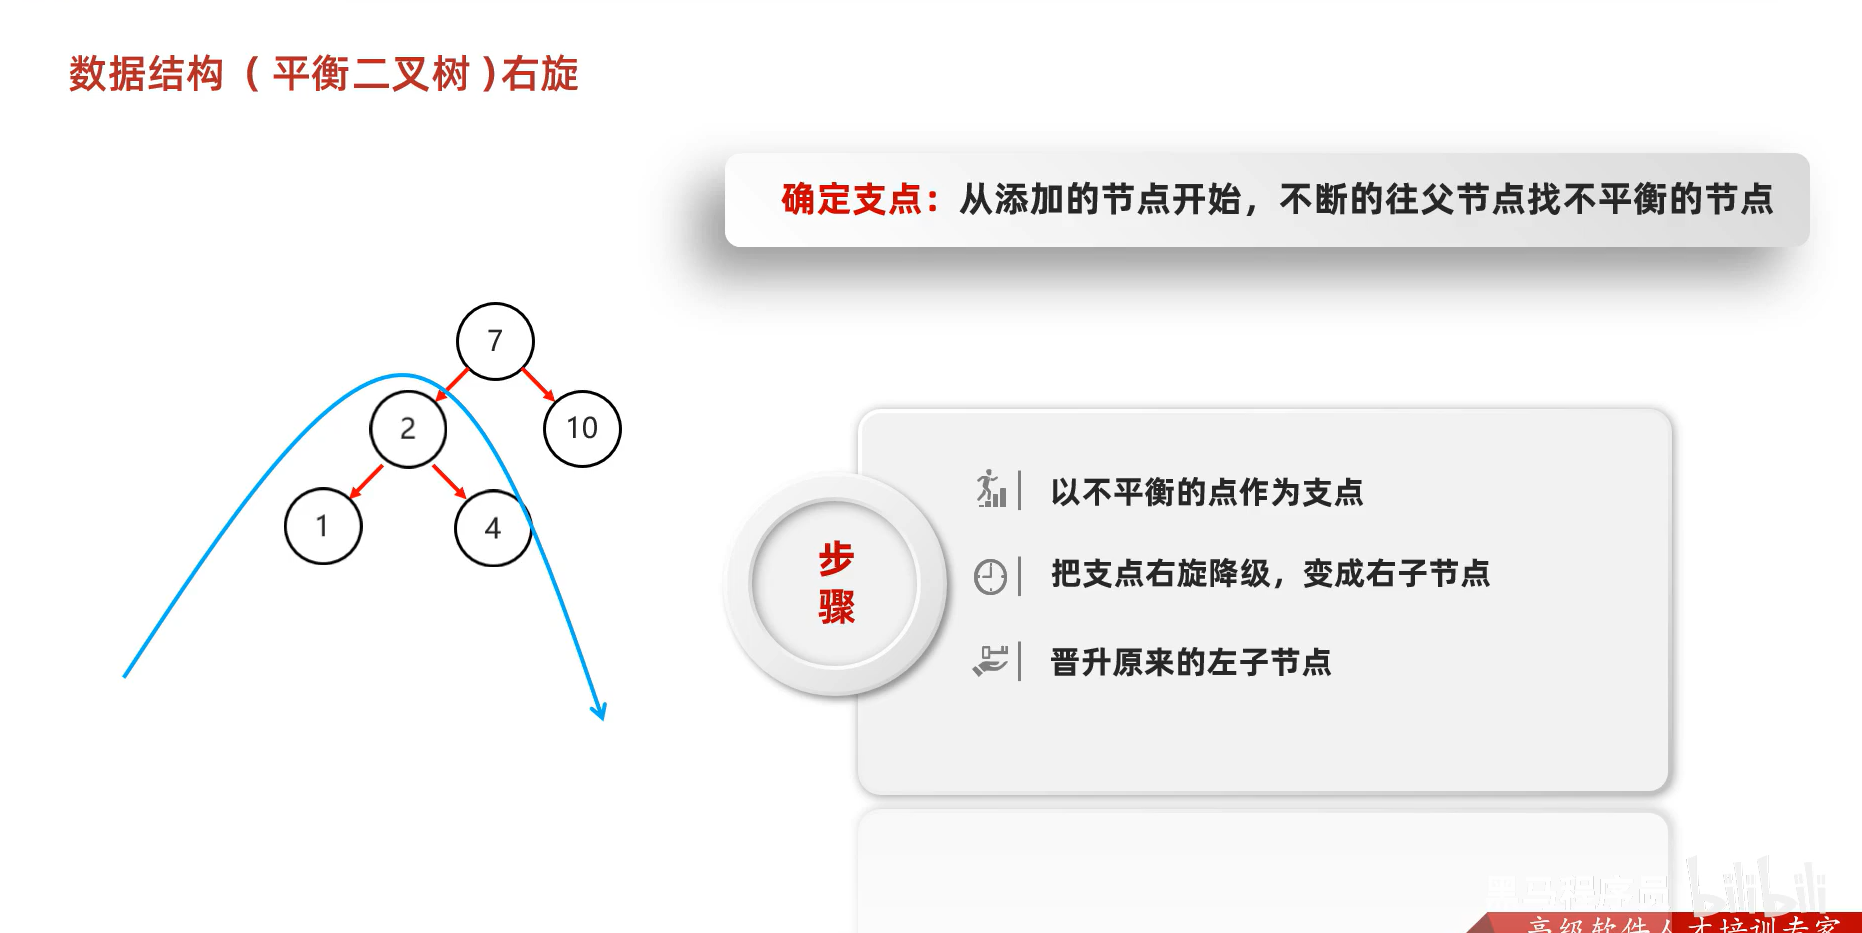 数据结构（平衡二叉树)右旋
确定支点：从添加的节点开始，不断的往父节点找不平衡的节点
7
2
10
1
4
步
骤
以不平衡的点作为支点
把支点右旋降级，变成右子节点
晋升原来的左子节点
黑马程序员 bilibili
高级软件人才培训专家